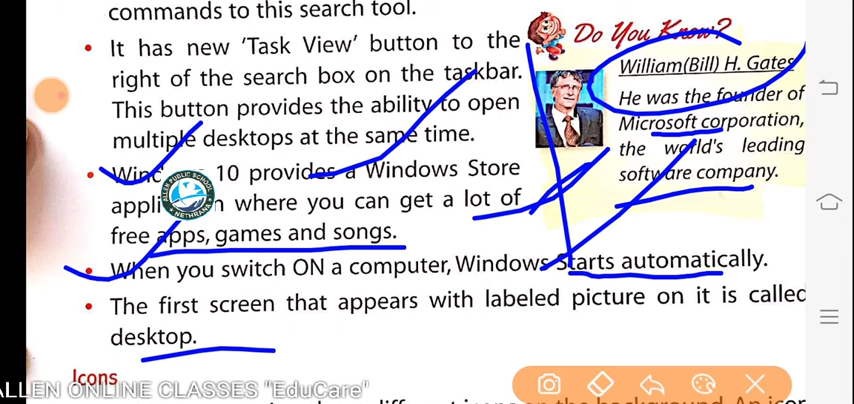 commands to this search tool.
• It has new 'Task View' button to the
right of the search box on the taskbar.
This button provides the ability to open
multiple desktops at the same time.
• 10 provides a Windows Store
where you can get a lot of
free apps, games and songs.
• When you switch ON a computer, Windows Starts automatically.
• The first screen that appears with labeled picture on it is called
desktop.
Icons
Do You Know?
William(Bill) H. Gates
He was the founder of
Microsoft corporation,
the world's leading
software company.
ALLEN PUBLIC SCHOOL
NETHRANA
ALLEN ONLINE CLASSES "EduCare"